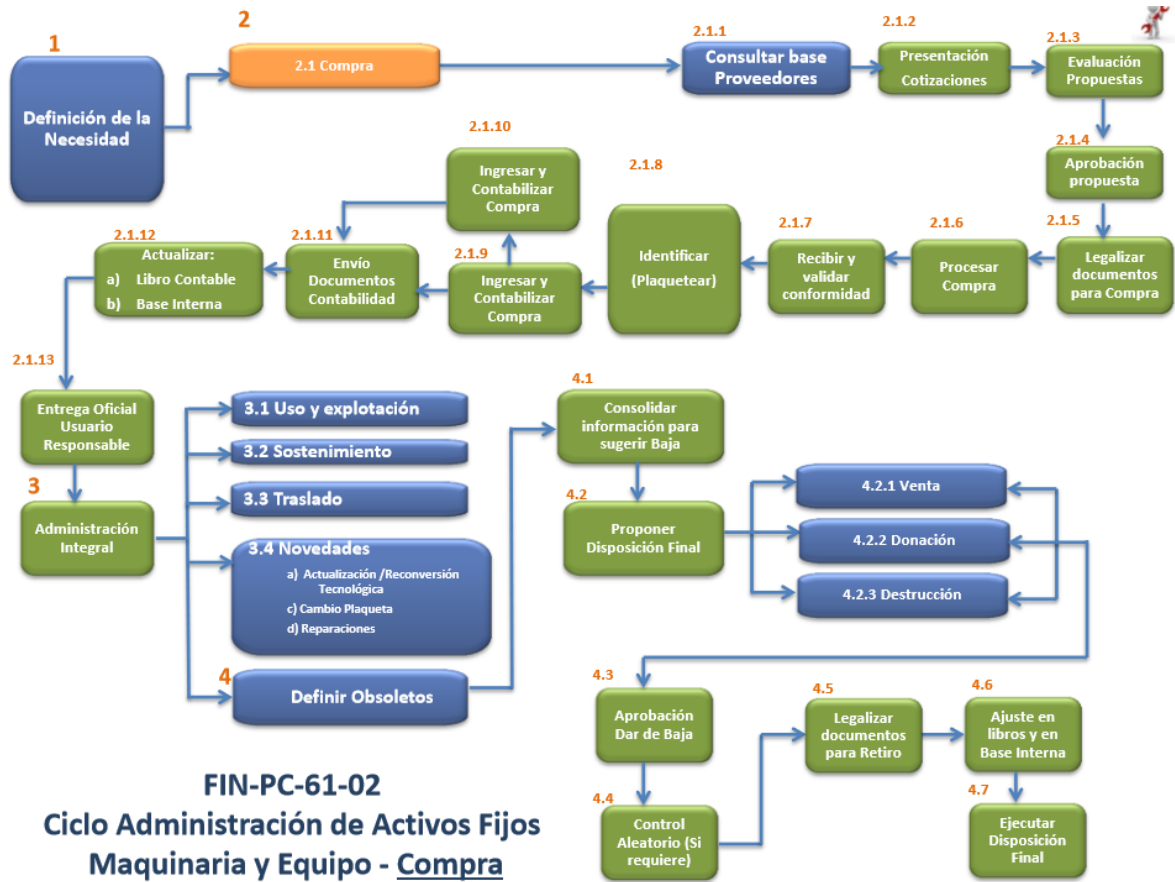 1
Definición de la
Necesidad
2
2.1 Compra
2.1.1
Consultar base
Proveedores
2.1.2
Presentación
Cotizaciones
2.1.3
Evaluación
Propuestas
2.1.4
Aprobación
propuesta
2.1.5
Legalizar
documentos
para Compra
2.1.6
Procesar
Compra
2.1.7
Recibir y
validar
conformidad
2.1.8
Identificar
(Plaquetear)
2.1.9
Ingresar y
Contabilizar
Compra
2.1.10
Ingresar y
Contabilizar
Compra
2.1.11
Envío
Documentos
Contabilidad
2.1.12
Actualizar:
a) Libro Contable
b) Base Interna
2.1.13
Entrega Oficial
Usuario
Responsable
3
Administración
Integral
3.1 Uso y explotación
3.2 Sostenimiento
3.3 Traslado
3.4 Novedades
a) Actualización /Reconversión
Tecnológica
c) Cambio Plaqueta
d) Reparaciones
4
Definir Obsoletos
4.1
Consolidar
información para
sugerir Baja
4.2
Proponer
Disposición Final
4.2.1 Venta
4.2.2 Donación
4.2.3 Destrucción
4.3
Aprobación
Dar de Baja
4.4
Control
Aleatorio (Si
requiere)
4.5
Legalizar
documentos
para Retiro
4.6
Ajuste en
libros y en
Base Interna
4.7
Ejecutar
Disposición
Final
FIN-PC-61-02
Ciclo Administración de Activos Fijos
Maquinaria y Equipo - Compra